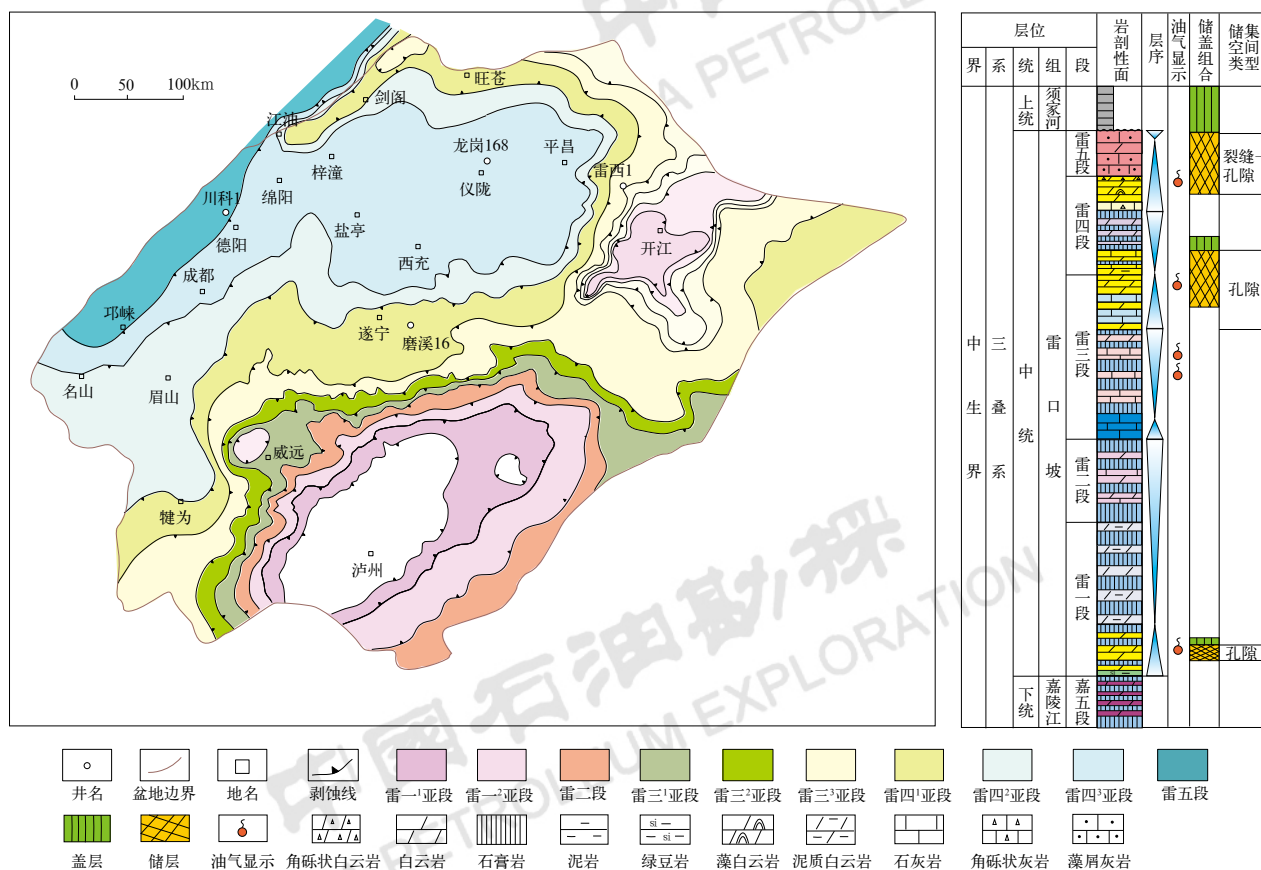 0 50 100km
旺苍
剑阁
江油
龙岗168
平昌
梓潼
仪陇
雷西1
绵阳
川科1
盐亭
德阳
开江
西充
成都
邛崃
遂宁
磨溪16
名山
眉山
威远
犍为
泸州
层位
岩性剖面
层序
油气显示
储盖组合
储集空间类型
界 系 统 组 段
上统
须家河
中生界
三叠系
中统
雷口坡
雷五段
雷四段
雷三段
雷二段
雷一段
下统
嘉陵江
嘉五段
裂缝-孔隙
孔隙
孔隙
si
井名 盆地边界 地名 剥蚀线 雷一¹亚段 雷一²亚段 雷二段 雷三¹亚段 雷三²亚段 雷三³亚段 雷四¹亚段 雷四²亚段 雷四³亚段 雷五段
si
si
盖层 储层 油气显示 角砾状白云岩 白云岩 石膏岩 泥岩 绿豆岩 藻白云岩 泥质白云岩 石灰岩 角砾状灰岩 藻屑灰岩
中國石油勘探
PETROLEUM EXPLORATION
A PETROLE